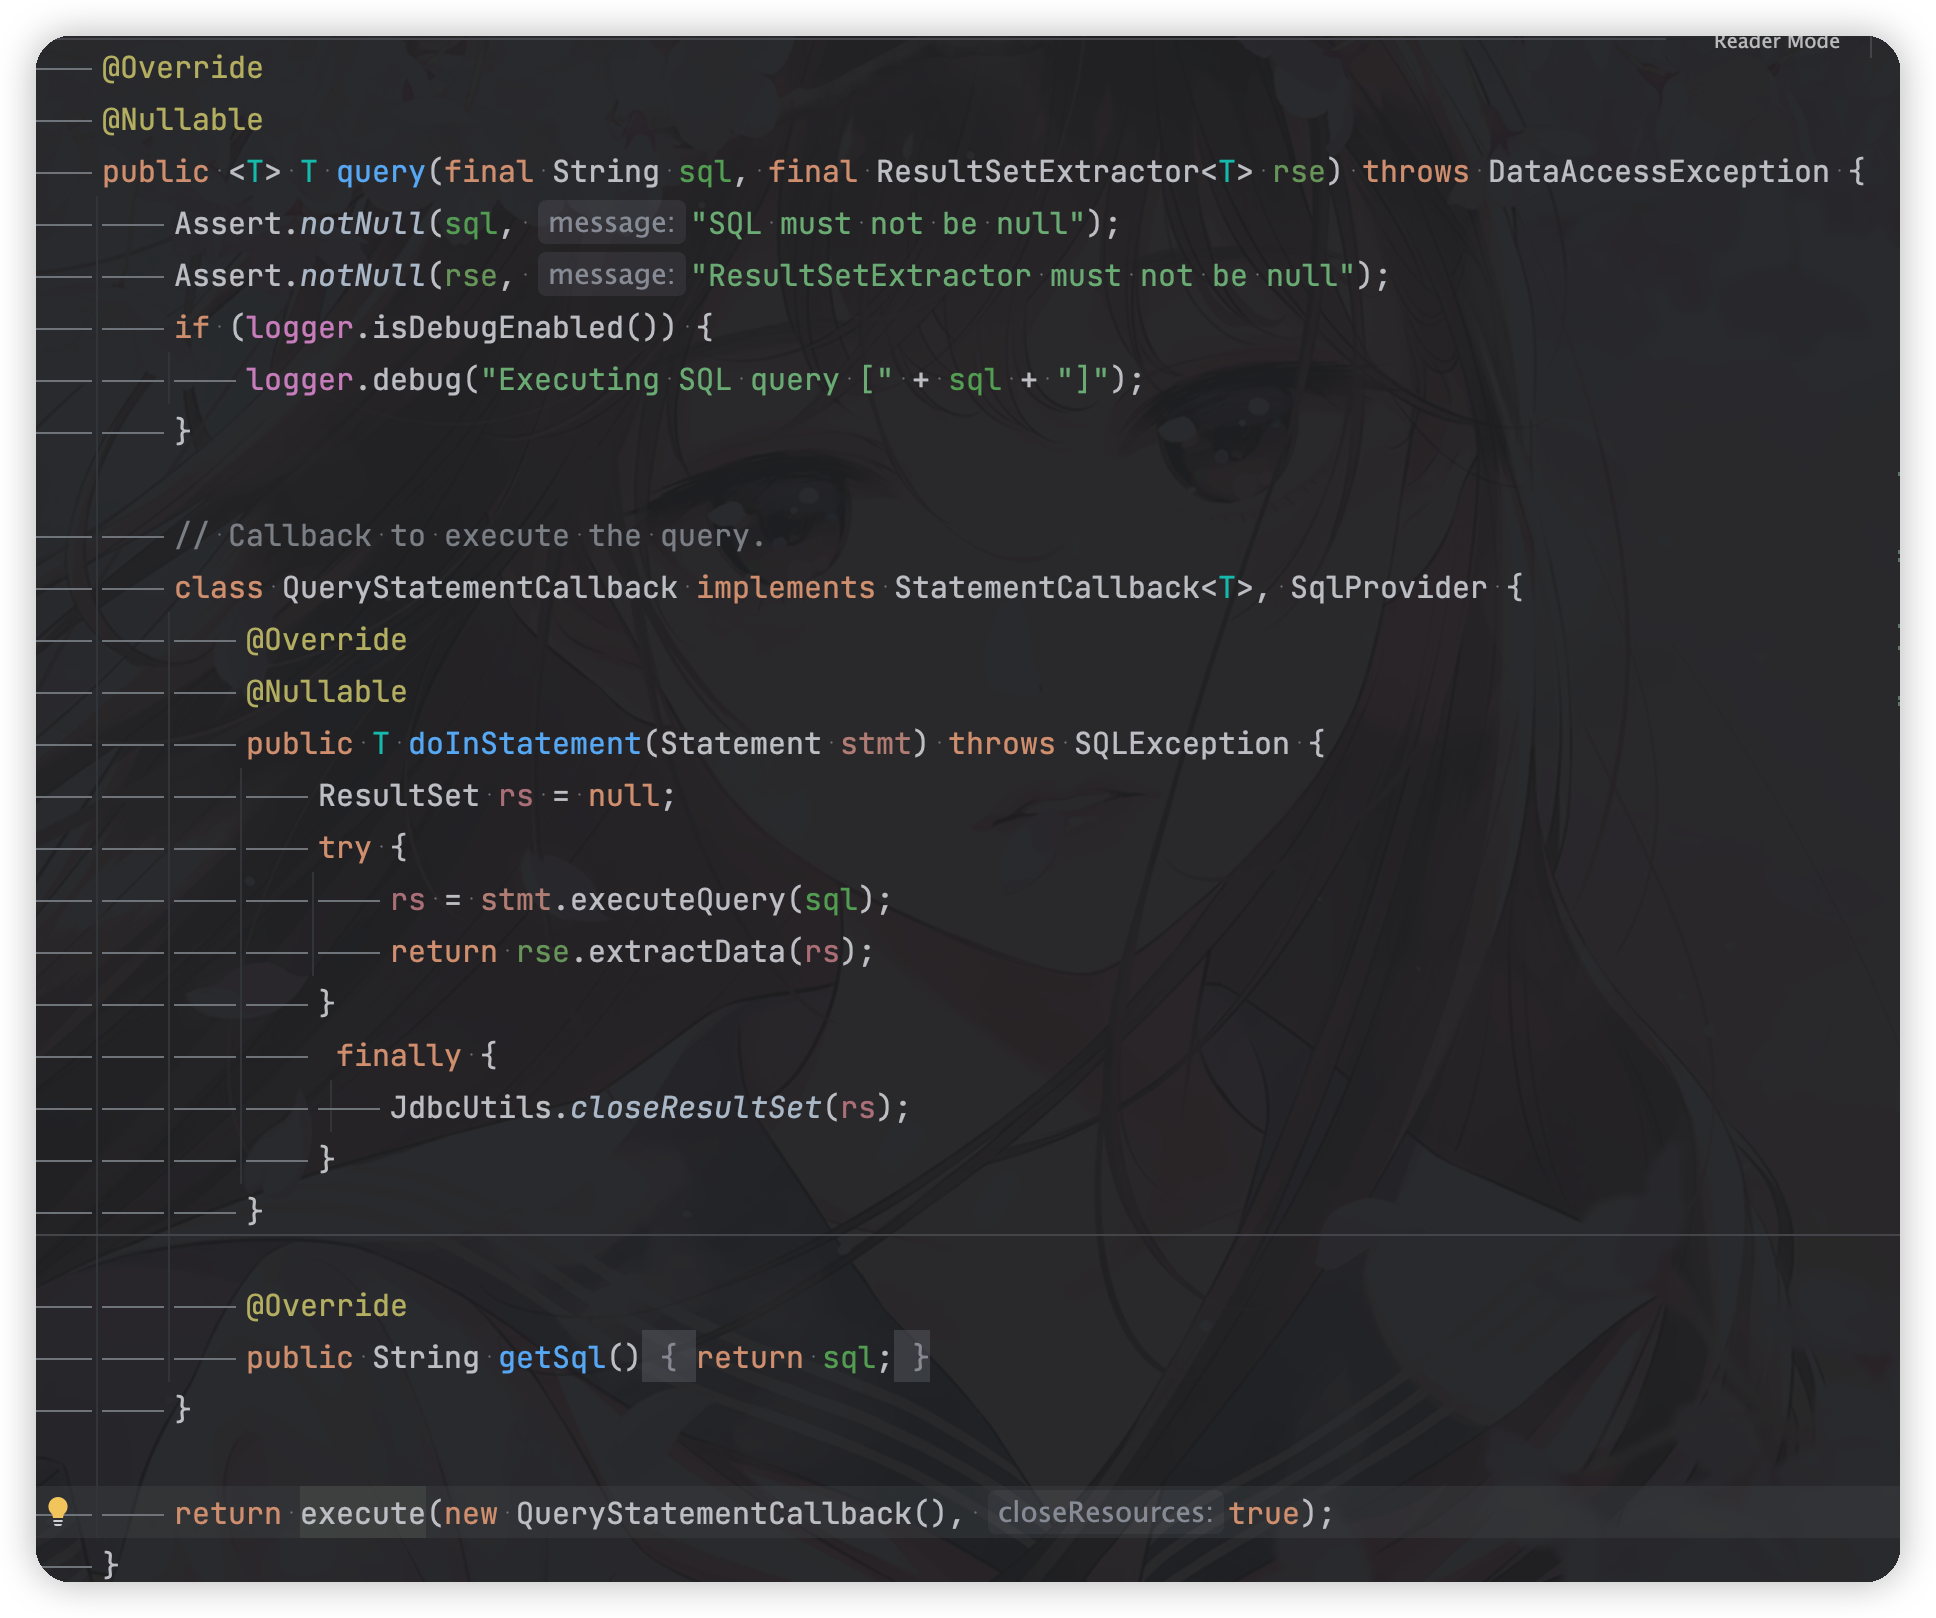 Reader Mode
@Override
@Nullable
public <T> T query(final String sql, final ResultSetExtractor<T> rse) throws DataAccessException {
Assert.notNull(sql, message: "SQL must not be null");
Assert.notNull(rse, message: "ResultSetExtractor must not be null");
if (logger.isDebugEnabled()) {
logger.debug("Executing SQL query [" + sql + "]");
}
// Callback to execute the query.
class QueryStatementCallback implements StatementCallback<T>, SqlProvider {
@Override
@Nullable
public T doInStatement(Statement stmt) throws SQLException {
ResultSet rs = null;
try {
rs = stmt.executeQuery(sql);
return rse.extractData(rs);
}
finally {
JdbcUtils.closeResultSet(rs);
}
}
@Override
public String getSql() { return sql; }
}
return execute(new QueryStatementCallback(), closeResources: true);
}